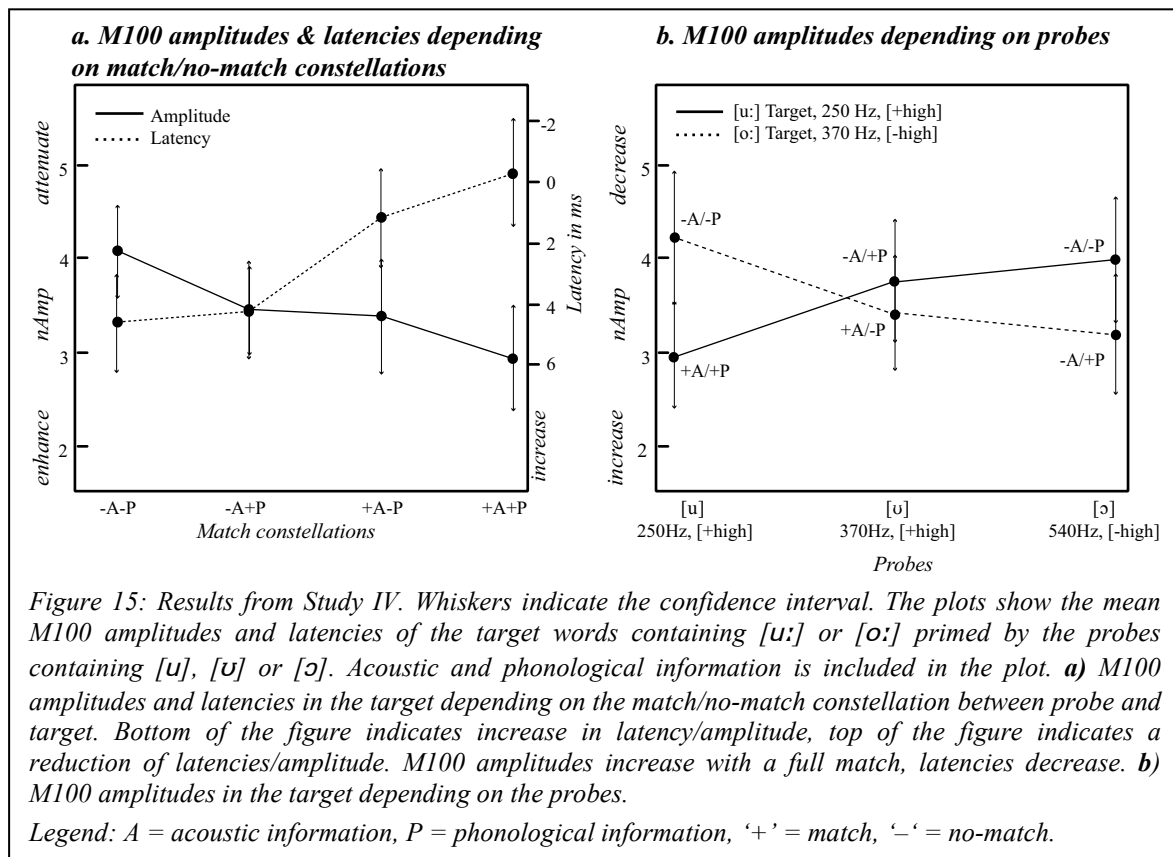 a. M100 amplitudes & latencies depending
on match/no-match constellations
Amplitude
Latency
attenuate
nAmp
enhance
5
4
3
2
-2
0
2
4
6
Latency in ms
increase
-A-P
-A+P
+A-P
+A+P
Match constellations
b. M100 amplitudes depending on probes
[u:] Target, 250 Hz, [+high]
[o:] Target, 370 Hz, [-high]
decrease
nAmp
increase
5
4
3
2
-A/-P
+A/+P
-A/+P
+A/-P
-A/-P
-A/+P
[u]
250Hz, [+high]
[ʊ]
370Hz, [+high]
[ɔ]
540Hz, [-high]
Probes
Figure 15: Results from Study IV. Whiskers indicate the confidence interval. The plots show the mean
M100 amplitudes and latencies of the target words containing [uː] or [oː] primed by the probes
containing [u], [ʊ] or [ɔ]. Acoustic and phonological information is included in the plot. a) M100
amplitudes and latencies in the target depending on the match/no-match constellation between probe and
target. Bottom of the figure indicates increase in latency/amplitude, top of the figure indicates a
reduction of latencies/amplitude. M100 amplitudes increase with a full match, latencies decrease. b)
M100 amplitudes in the target depending on the probes.
Legend: A = acoustic information, P = phonological information, ‘+’ = match, ‘–‘ = no-match.